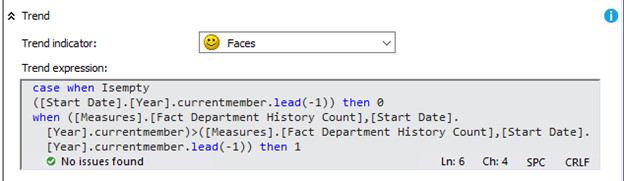 Trend
Trend indicator:
Faces
Trend expression:
case when Isempty
([Start Date].[Year].currentmember.lead(-1)) then 0
when ([Measures].[Fact Department History Count],[Start Date].
[Year].currentmember)>([Measures].[Fact Department History Count],[Start Date].
[Year].currentmember.lead(-1)) then 1
No issues found Ln: 6 Ch: 4 SPC CRLF